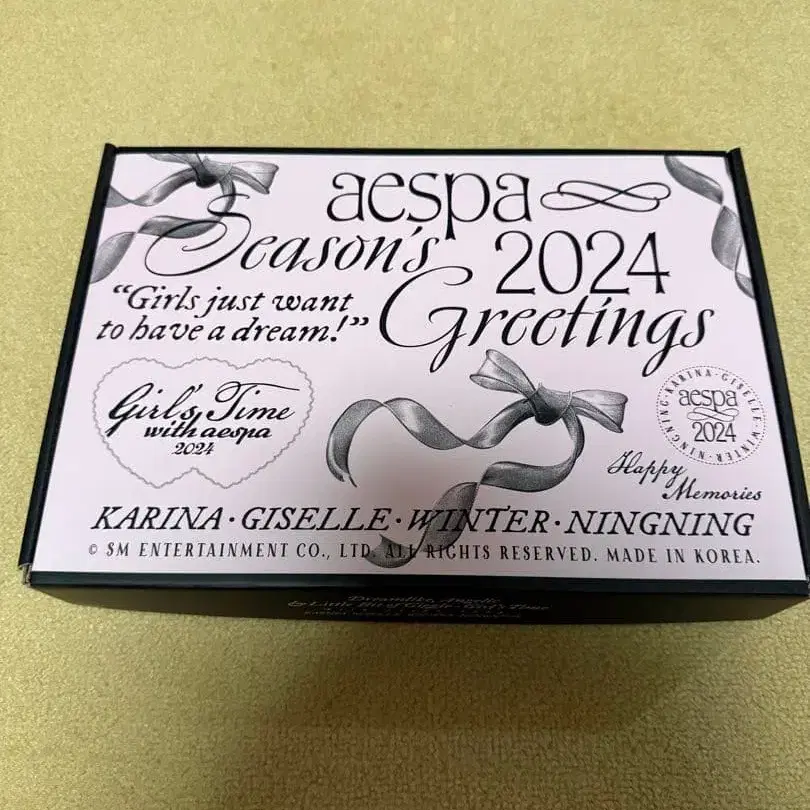 aespa
Season's 2024
Greetings
“Girls just want
to have a dream!”
Girls' Time
with aespa
2024
KARINA · GISELLE · WINTER · NINGNING
aespa
2024
Happy
Memories
KARINA · GISELLE · WINTER · NINGNING
© SM ENTERTAINMENT CO., LTD. ALL RIGHTS RESERVED. MADE IN KOREA.